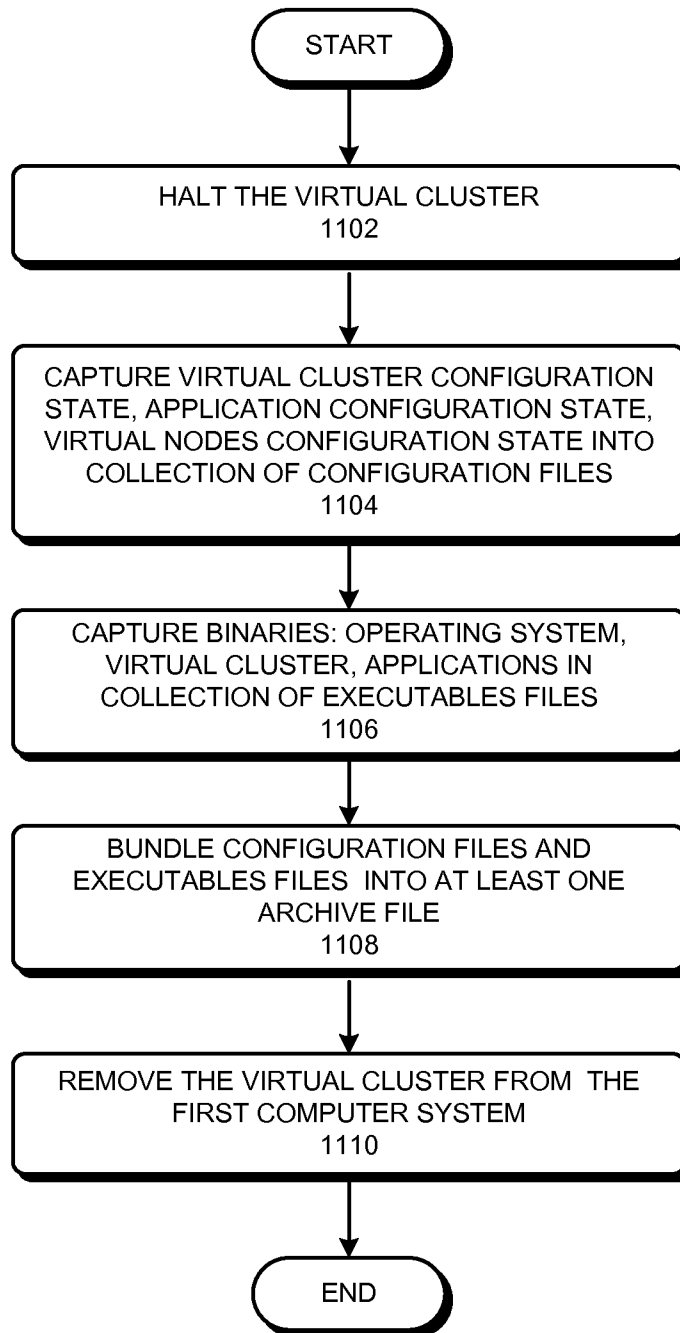 START
HALT THE VIRTUAL CLUSTER
1102
CAPTURE VIRTUAL CLUSTER CONFIGURATION
STATE, APPLICATION CONFIGURATION STATE,
VIRTUAL NODES CONFIGURATION STATE INTO
COLLECTION OF CONFIGURATION FILES
1104
CAPTURE BINARIES: OPERATING SYSTEM,
VIRTUAL CLUSTER, APPLICATIONS IN
COLLECTION OF EXECUTABLES FILES
1106
BUNDLE CONFIGURATION FILES AND
EXECUTABLES FILES INTO AT LEAST ONE
ARCHIVE FILE
1108
REMOVE THE VIRTUAL CLUSTER FROM THE
FIRST COMPUTER SYSTEM
1110
END